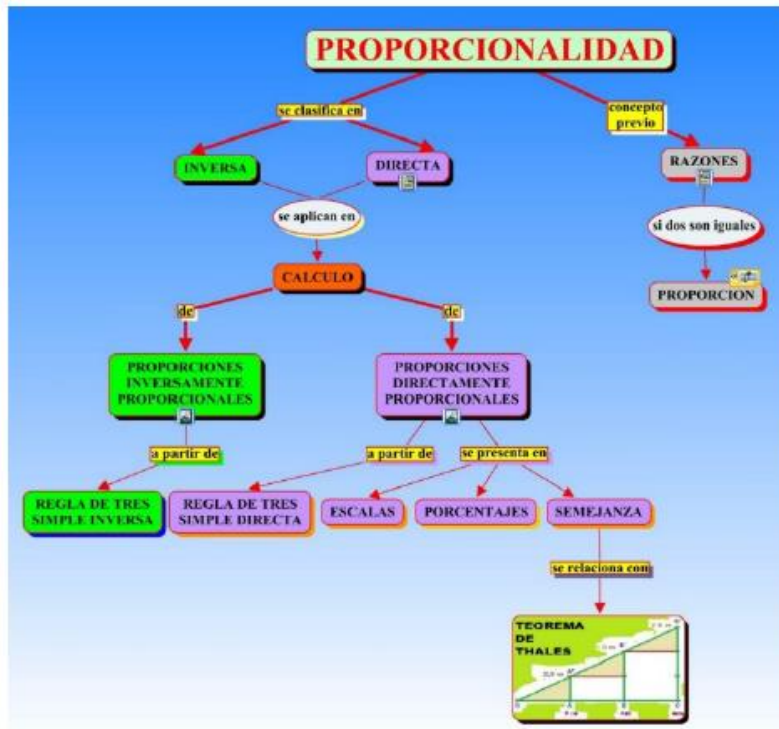 PROPORCIONALIDAD
se clasifica en
concepto
previo
INVERSA
DIRECTA
RAZONES
se aplican en
si dos son iguales
CALCULO
PROPORCION
de
de
PROPORCIONES
INVERSAMENTE
PROPORCIONALES
PROPORCIONES
DIRECTAMENTE
PROPORCIONALES
a partir de
a partir de
se presenta en
REGLA DE TRES
SIMPLE INVERSA
REGLA DE TRES
SIMPLE DIRECTA
ESCALAS
PORCENTAJES
SEMEJANZA
se relaciona con
TEOREMA
DE
THALES